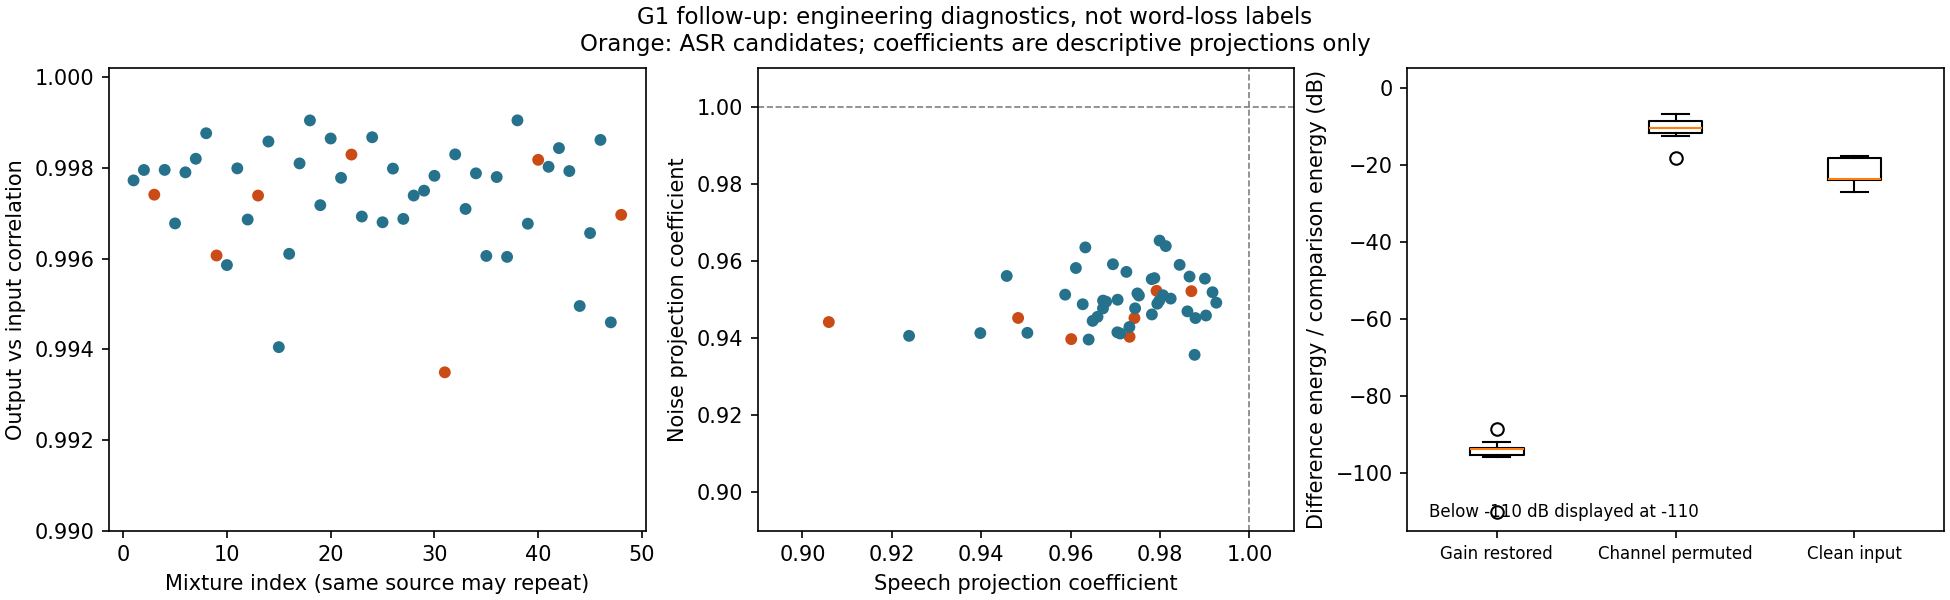 G1 follow-up: engineering diagnostics, not word-loss labels
Orange: ASR candidates; coefficients are descriptive projections only
Output vs input correlation
1.000
0.998
0.996
0.994
0.992
0.990
0
10
20
30
40
50
Mixture index (same source may repeat)
Noise projection coefficient
1.00
0.98
0.96
0.94
0.92
0.90
0.90
0.92
0.94
0.96
0.98
1.00
Speech projection coefficient
Difference energy / comparison energy (dB)
0
−20
−40
−60
−80
−100
Below -110 dB displayed at -110
Gain restored
Channel permuted
Clean input